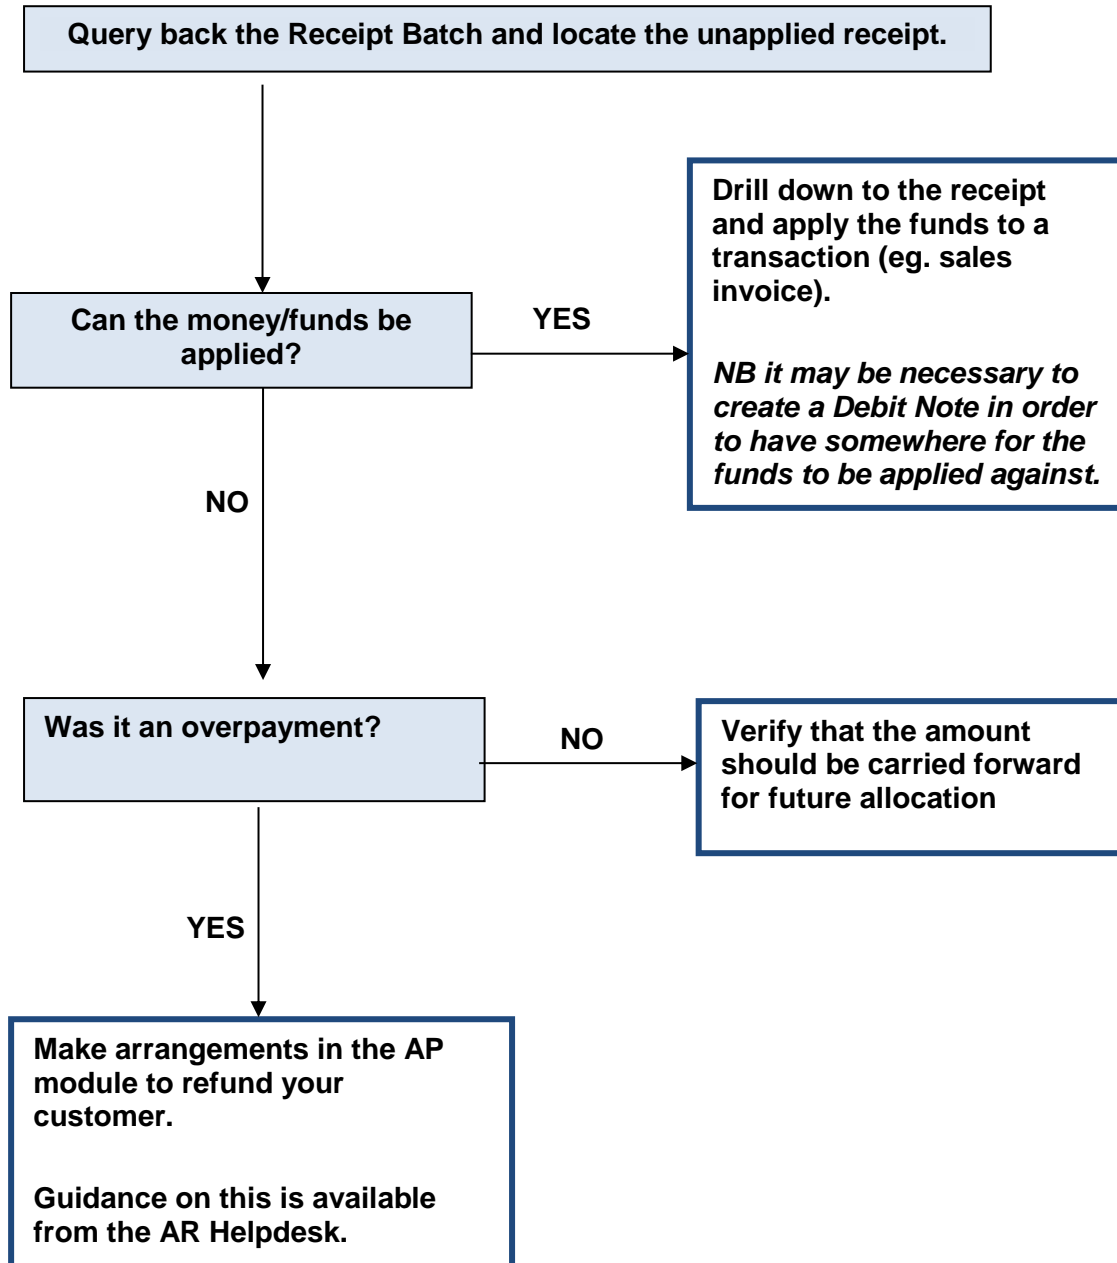 Query back the Receipt Batch and locate the unapplied receipt.
Drill down to the receipt
and apply the funds to a
transaction (eg. sales
invoice).
NB it may be necessary to
create a Debit Note in order
to have somewhere for the
funds to be applied against.
Can the money/funds be
applied?
YES
NO
Was it an overpayment?
NO
Verify that the amount
should be carried forward
for future allocation
YES
Make arrangements in the AP
module to refund your
customer.
Guidance on this is available
from the AR Helpdesk.